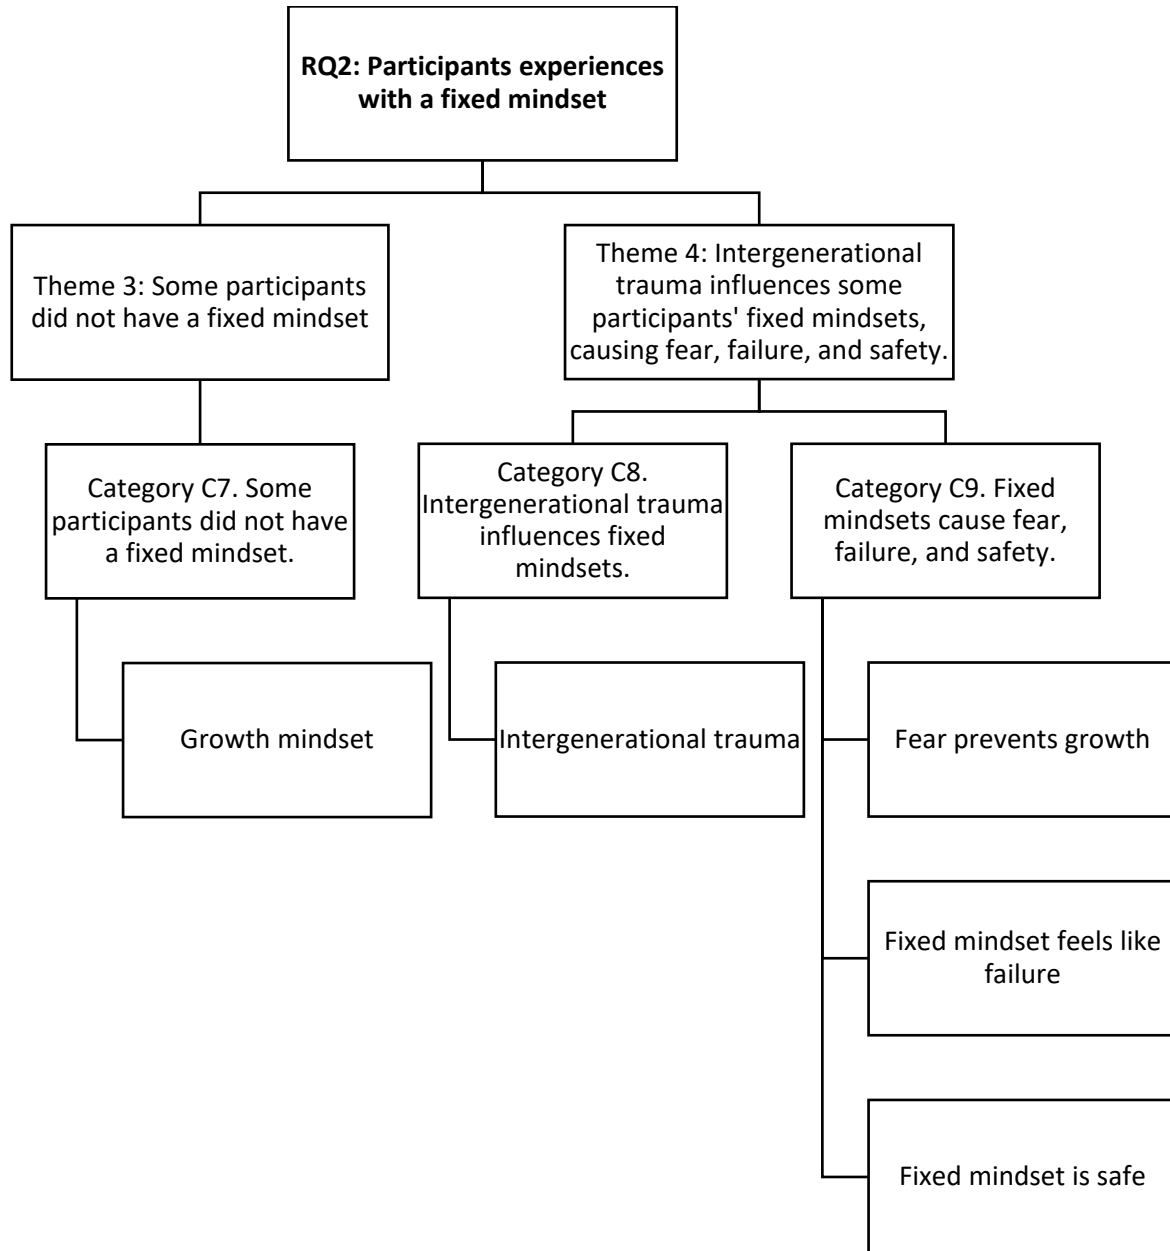 RQ2: Participants experiences
with a fixed mindset
Theme 3: Some participants
did not have a fixed mindset
Theme 4: Intergenerational
trauma influences some
participants' fixed mindsets,
causing fear, failure, and safety.
Category C7. Some
participants did not have
a fixed mindset.
Category C8.
Intergenerational trauma
influences fixed
mindsets.
Category C9. Fixed
mindsets cause fear,
failure, and safety.
Growth mindset
Intergenerational trauma
Fear prevents growth
Fixed mindset feels like
failure
Fixed mindset is safe